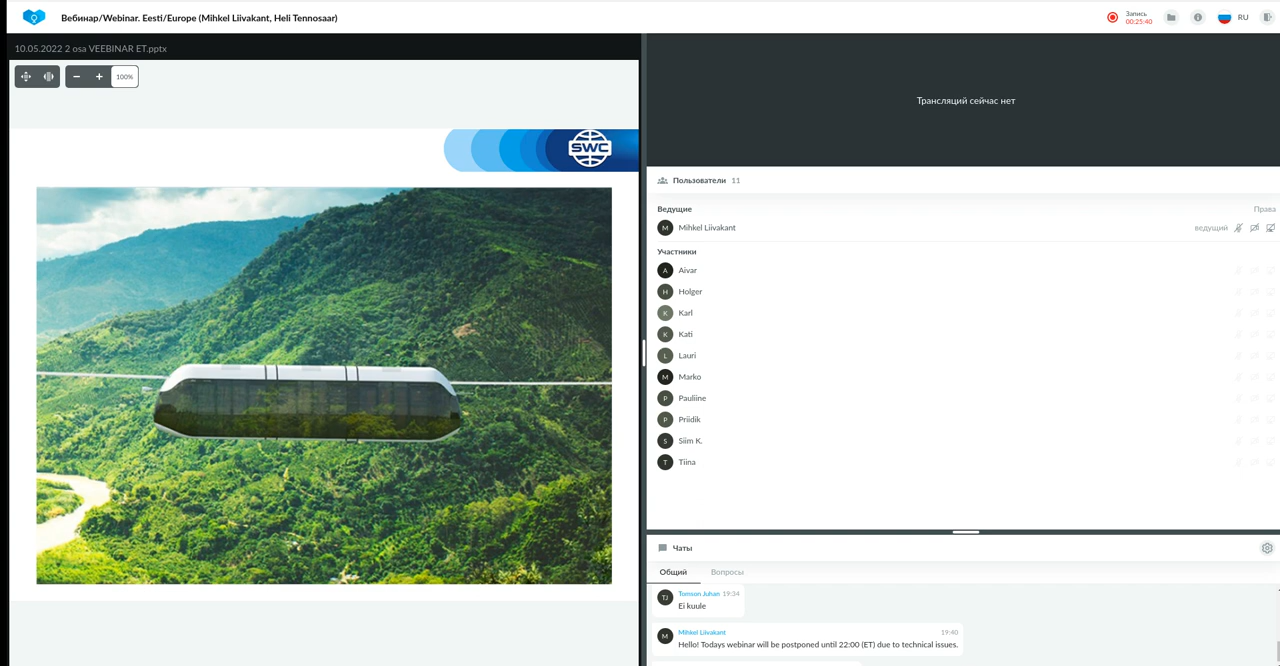 Вебинар/Webinar. Eesti/Europe (Mihkel Liivakant, Heli Tennosaar)
Запись
00:25:40
RU
10.05.2022 2 osa VEEBINAR ET.pptx
100%
SWC
Трансляций сейчас нет
Пользователи 11
Ведущие
Права
M Mihkel Liivakant
ведущий
Участники
A Aivar
H Holger
K Karl
K Kati
L Lauri
M Marko
P Pauliine
P Priidik
S Siim K.
T Tiina
Чаты
Общий
Вопросы
TJ Tomson Juhan 19:34
Ei kuule
M Mihkel Liivakant 19:40
Hello! Todays webinar will be postponed until 22:00 (ET) due to technical issues.